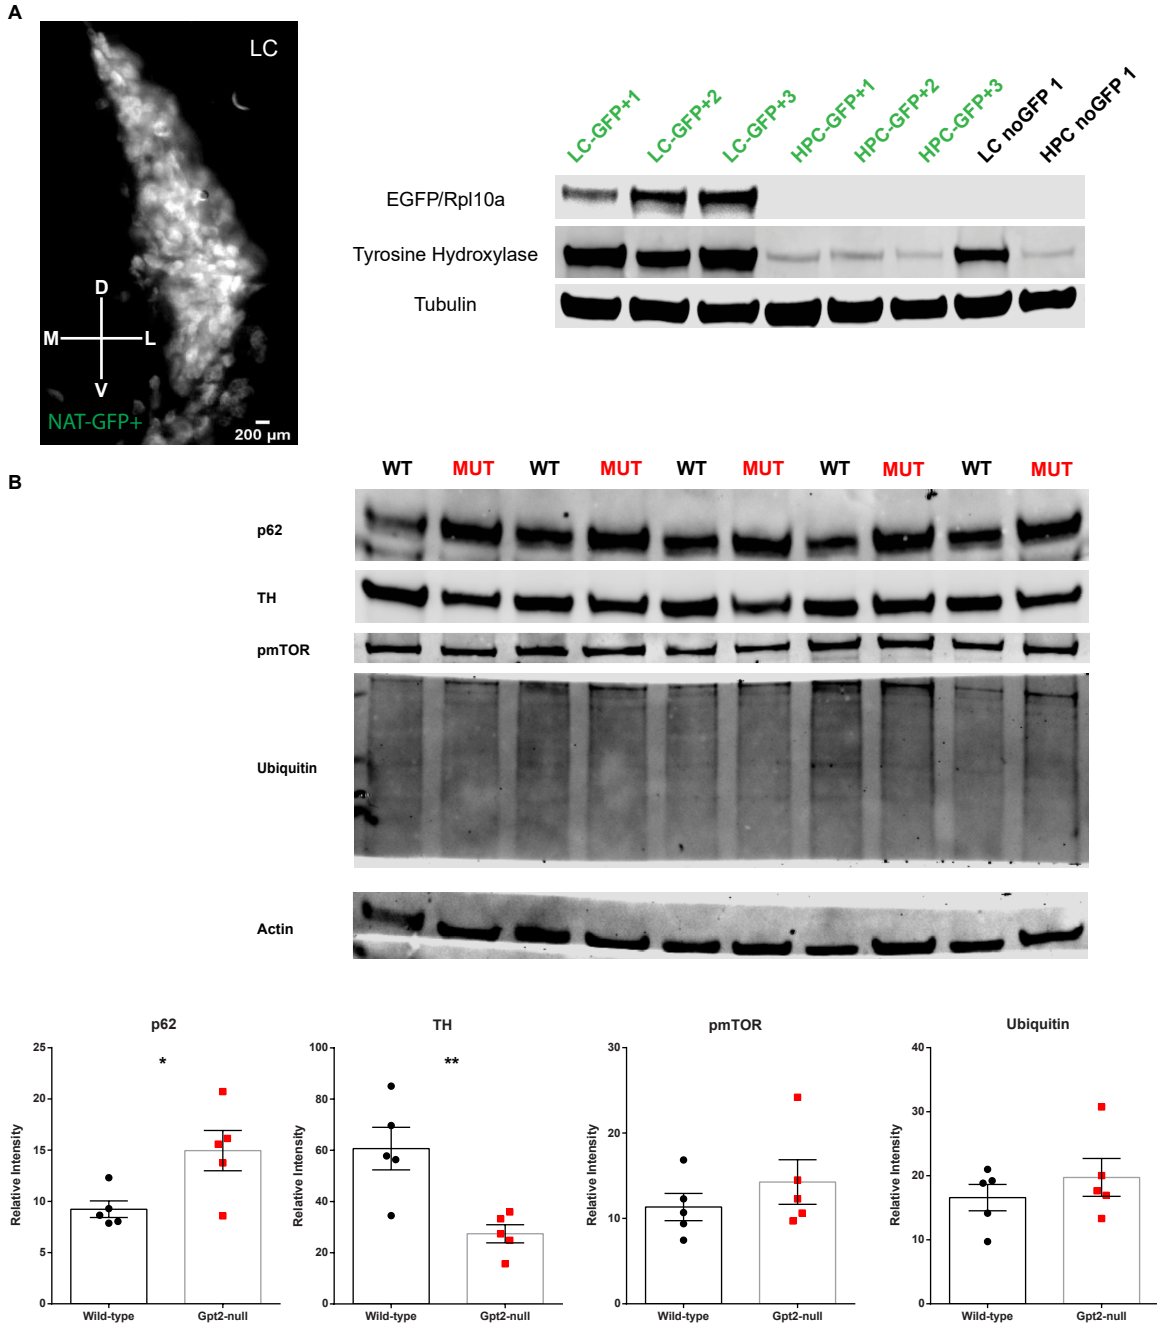 A
LC
D
M
L
V
NAT-GFP+
200 µm
LC-GFP+1
LC-GFP+2
LC-GFP+3
HPC-GFP+1
HPC-GFP+2
HPC-GFP+3
LC noGFP 1
HPC noGFP 1
EGFP/Rpl10a
Tyrosine Hydroxylase
Tubulin
B
WT MUT WT MUT WT MUT WT MUT WT MUT
p62
TH
pmTOR
Ubiquitin
Actin
p62
*
Relative Intensity
25
20
15
10
5
0
Wild-type Gpt2-null
TH
**
Relative Intensity
100
80
60
40
20
0
Wild-type Gpt2-null
pmTOR
Relative Intensity
30
20
10
0
Wild-type Gpt2-null
Ubiquitin
Relative Intensity
40
30
20
10
0
Wild-type Gpt2-null